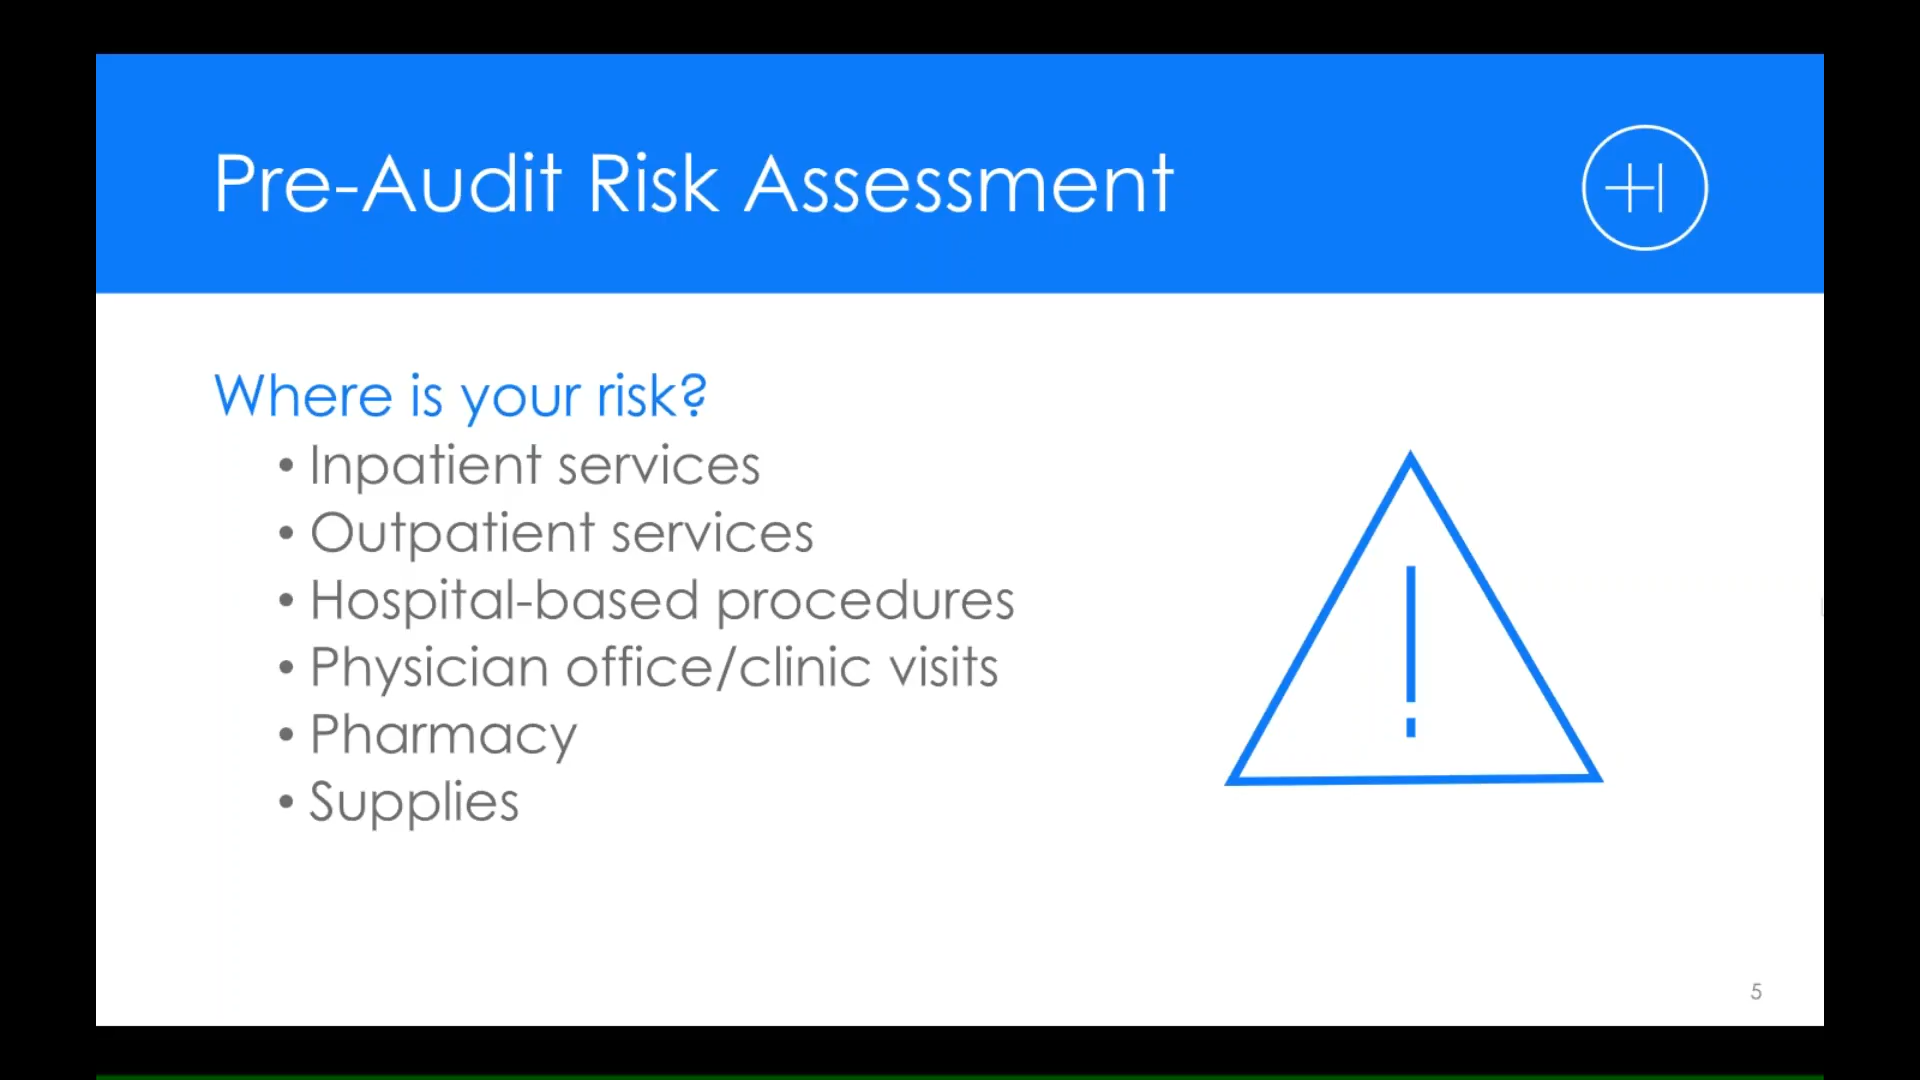 Pre-Audit Risk Assessment
Where is your risk?
• Inpatient services
• Outpatient services
• Hospital-based procedures
• Physician office/clinic visits
• Pharmacy
• Supplies
5